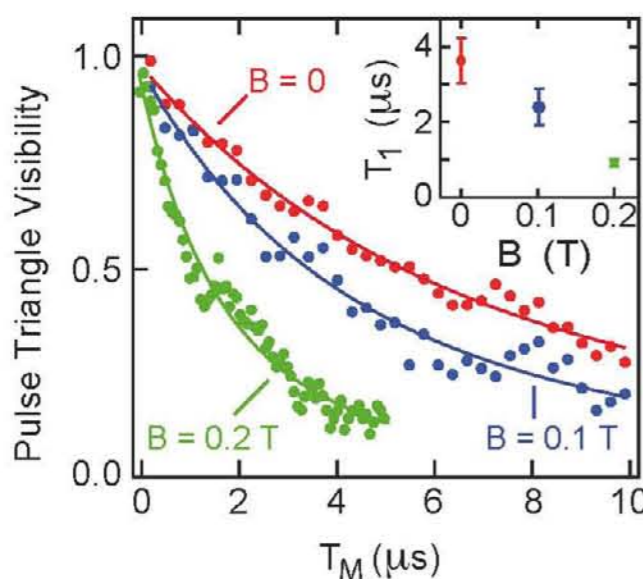 Pulse Triangle Visibility
1.0
0.5
0.0
0
2
4
6
8
10
T_M (μs)
B = 0
B = 0.1 T
B = 0.2 T
T_1 (μs)
4
2
0
0
0.1
0.2
B (T)